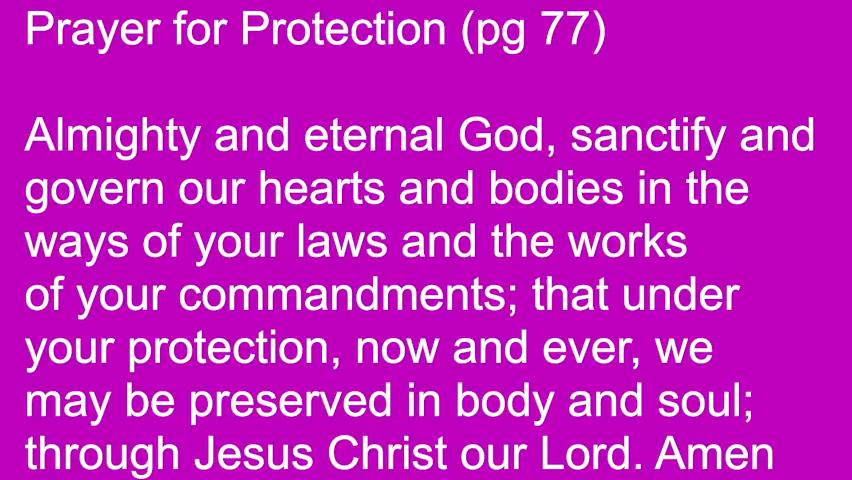 Prayer for Protection (pg 77)
Almighty and eternal God, sanctify and
govern our hearts and bodies in the
ways of your laws and the works
of your commandments; that under
your protection, now and ever, we
may be preserved in body and soul;
through Jesus Christ our Lord. Amen